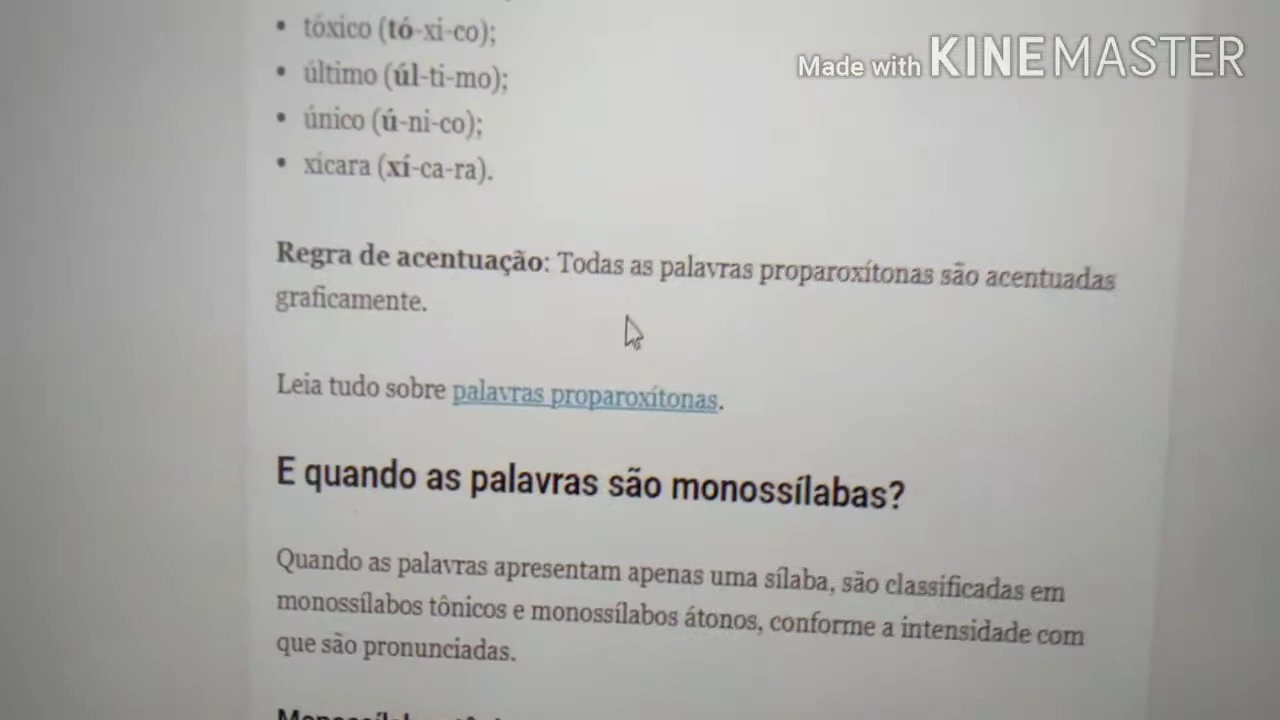 • tóxico (tó-xi-co);
Made with KINEMASTER
• último (úl-ti-mo);
• único (ú-ni-co);
• xícara (xí-ca-ra).
Regra de acentuação: Todas as palavras proparoxítonas são acentuadas
graficamente.
Leia tudo sobre palavras proparoxítonas.
E quando as palavras são monossílabas?
Quando as palavras apresentam apenas uma sílaba, são classificadas em
monossílabos tônicos e monossílabos átonos, conforme a intensidade com
que são pronunciadas.